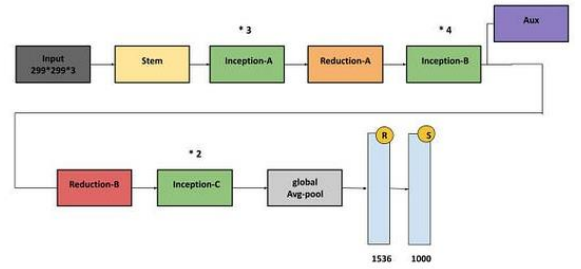 * 3
* 4
Aux
Input
299*299*3
Stem
Inception-A
Reduction-A
Inception-B
* 2
R
S
Reduction-B
Inception-C
global
Avg-pool
1536
1000